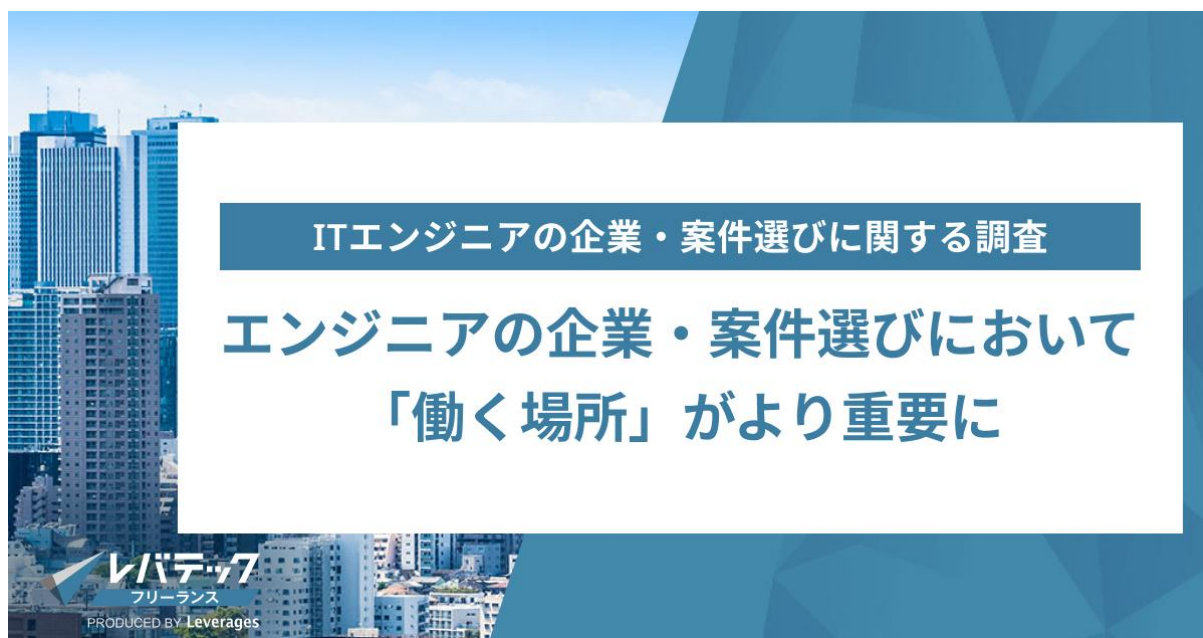 ITエンジニアの企業・案件選びに関する調査
エンジニアの企業・案件選びにおいて
「働く場所」がより重要に
レバテック
フリーランス
PRODUCED BY Leverages